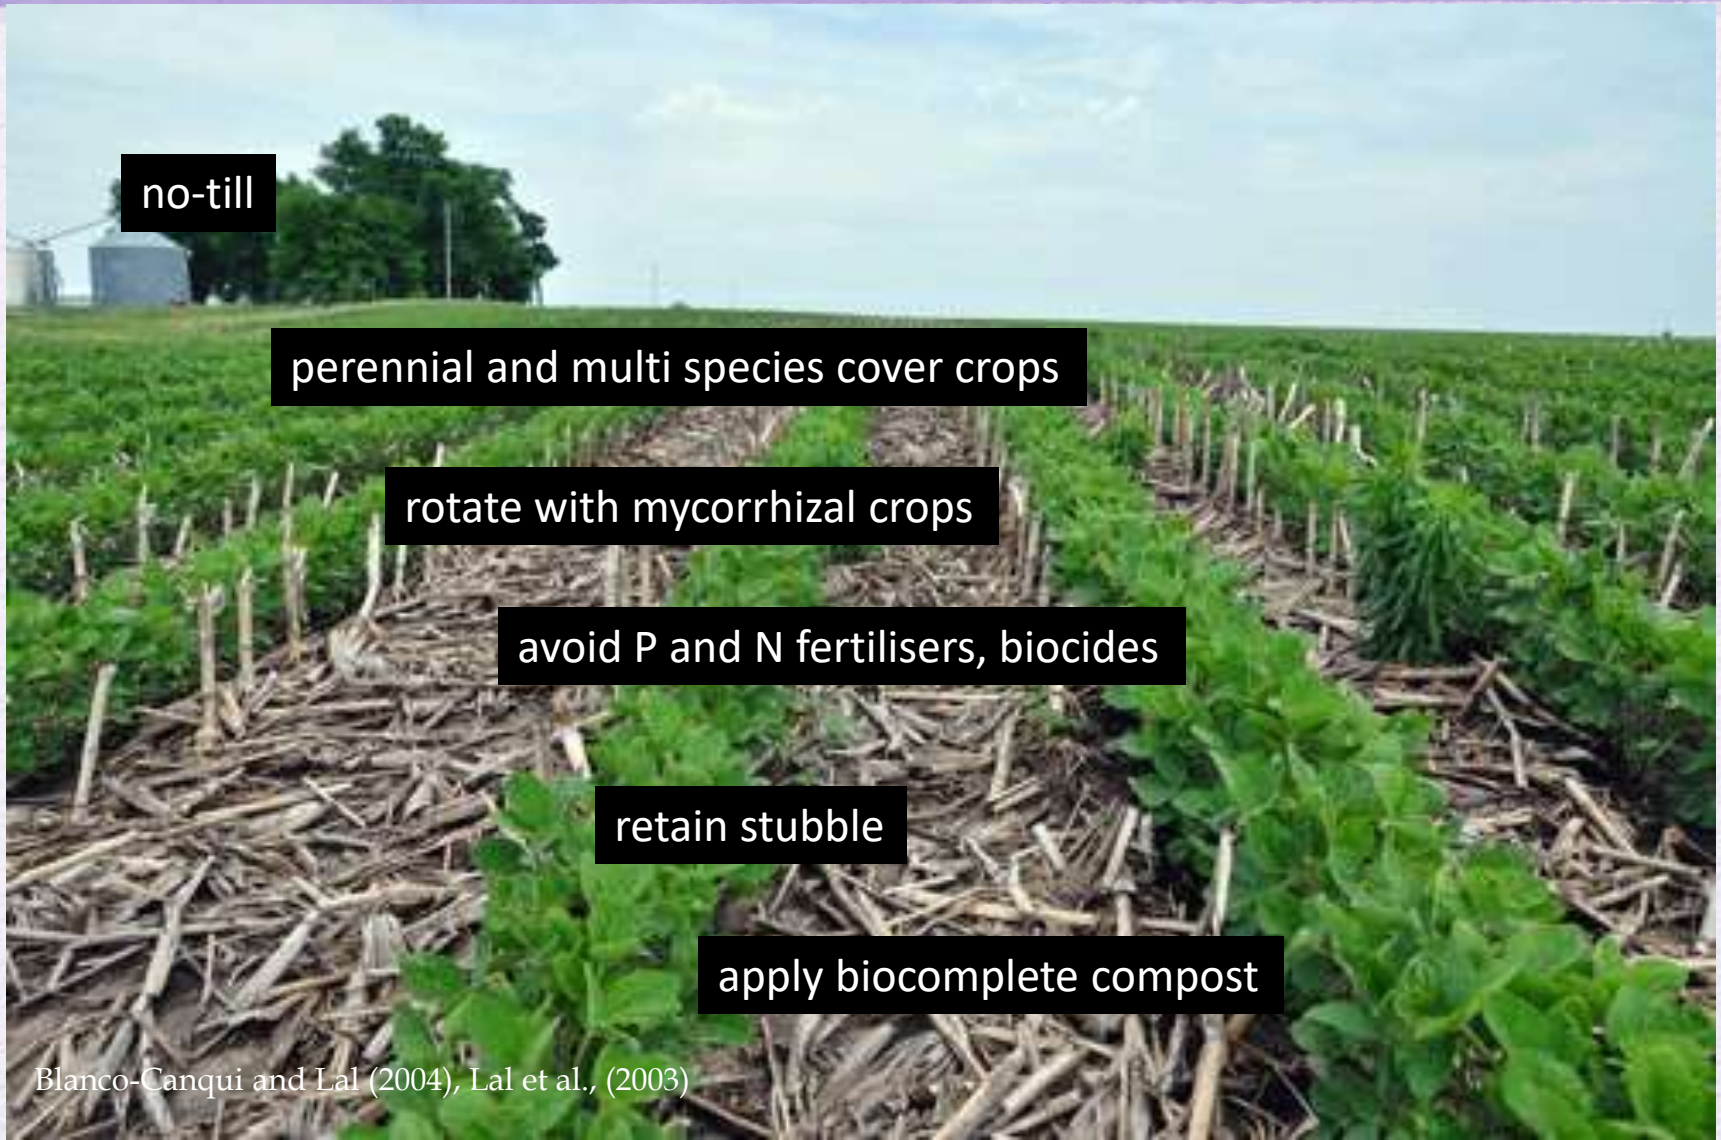 no-till
perennial and multi species cover crops
rotate with mycorrhizal crops
avoid P and N fertilisers, biocides
retain stubble
apply biocomplete compost
Blanco-Canqui and Lal (2004), Lal et al., (2003)